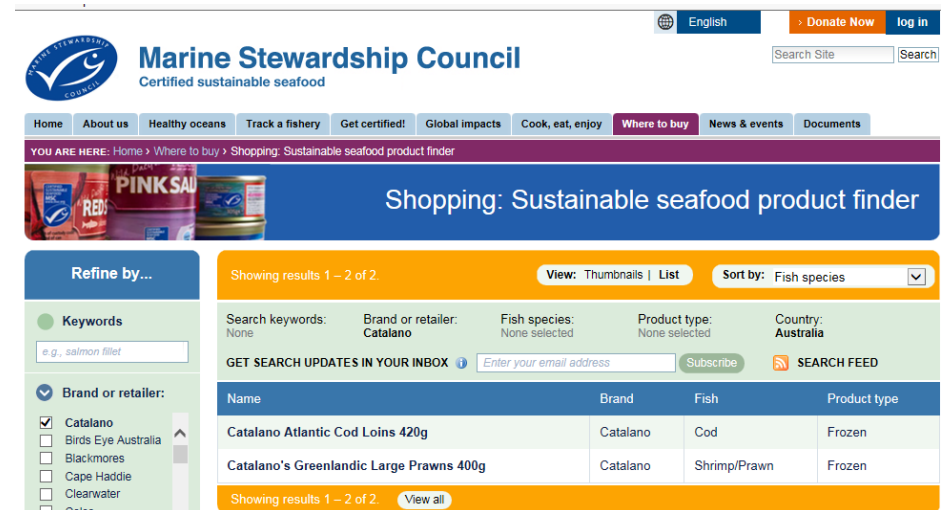 English
› Donate Now
log in
MARINE STEWARDSHIP COUNCIL
Marine Stewardship Council
Certified sustainable seafood
Search Site
Search
Home
About us
Healthy oceans
Track a fishery
Get certified!
Global impacts
Cook, eat, enjoy
Where to buy
News & events
Documents
YOU ARE HERE: Home › Where to buy › Shopping: Sustainable seafood product finder
PINK SAL
RED
Shopping: Sustainable seafood product finder
Refine by...
Keywords
e.g., salmon fillet
Brand or retailer:
Catalano
Birds Eye Australia
Blackmores
Cape Haddie
Clearwater
Showing results 1 – 2 of 2.
View: Thumbnails | List
Sort by: Fish species
Search keywords:
None
Brand or retailer:
Catalano
Fish species:
None selected
Product type:
None selected
Country:
Australia
GET SEARCH UPDATES IN YOUR INBOX
Enter your email address
Subscribe
SEARCH FEED
Name Brand Fish Product type
Catalano Atlantic Cod Loins 420g Catalano Cod Frozen
Catalano's Greenlandic Large Prawns 400g Catalano Shrimp/Prawn Frozen
Showing results 1 – 2 of 2. View all